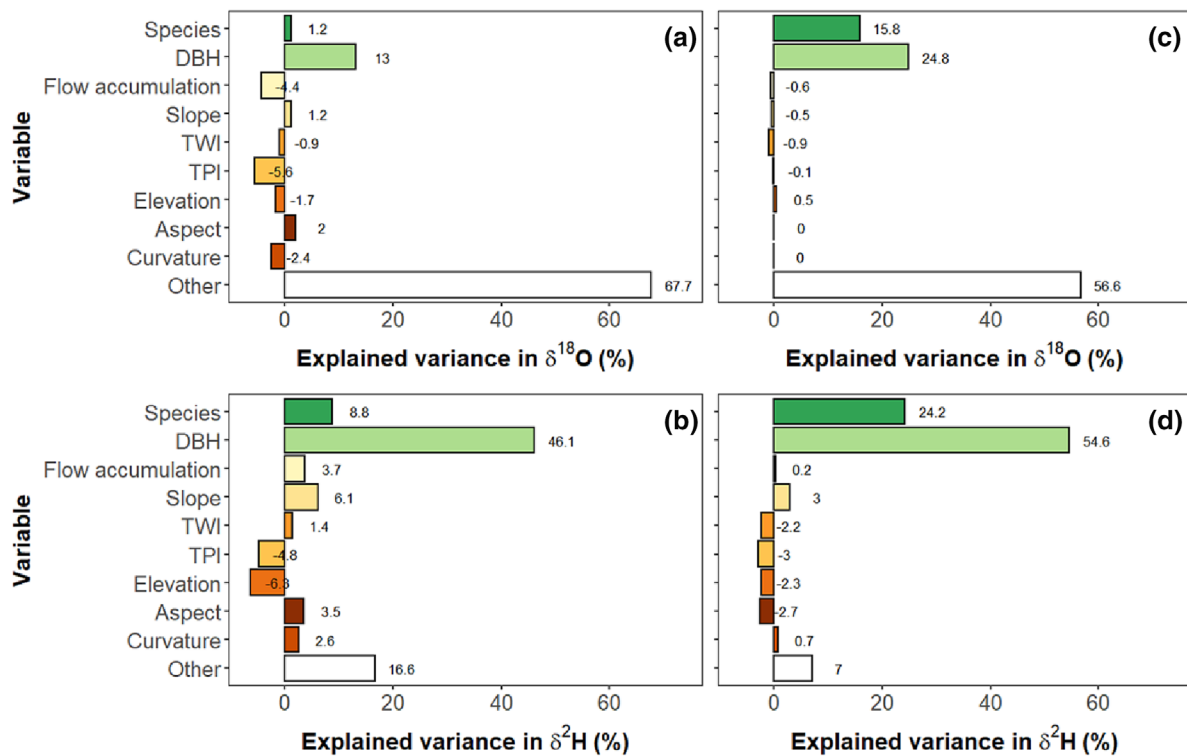 Variable
Species
DBH
Flow accumulation
Slope
TWI
TPI
Elevation
Aspect
Curvature
Other
(a)
1.2
13
-4.4
1.2
-0.9
-5.6
-1.7
2
-2.4
67.7
0 20 40 60
Explained variance in δ¹⁸O (%)
(c)
15.8
24.8
-0.6
-0.5
-0.9
-0.1
0.5
0
0
56.6
0 20 40 60
Explained variance in δ¹⁸O (%)
Variable
Species
DBH
Flow accumulation
Slope
TWI
TPI
Elevation
Aspect
Curvature
Other
(b)
8.8
46.1
3.7
6.1
1.4
-4.8
-6.3
3.5
2.6
16.6
0 20 40 60
Explained variance in δ²H (%)
(d)
24.2
54.6
0.2
3
-2.2
-3
-2.3
-2.7
0.7
7
0 20 40 60
Explained variance in δ²H (%)